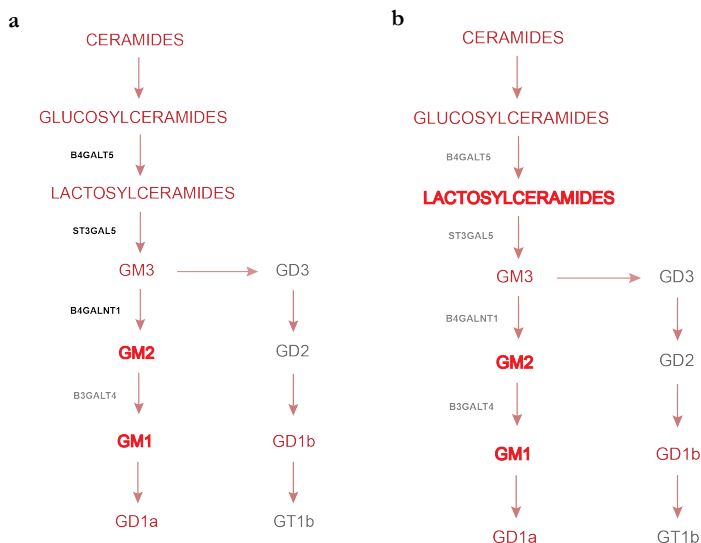 a
CERAMIDES
GLUCOSYLCERAMIDES
B4GALT5
LACTOSYLCERAMIDES
ST3GAL5
GM3
GD3
B4GALNT1
GM2
GD2
B3GALT4
GM1
GD1b
GD1a
GT1b
b
CERAMIDES
GLUCOSYLCERAMIDES
B4GALT5
LACTOSYLCERAMIDES
ST3GAL5
GM3
GD3
B4GALNT1
GM2
GD2
B3GALT4
GM1
GD1b
GD1a
GT1b